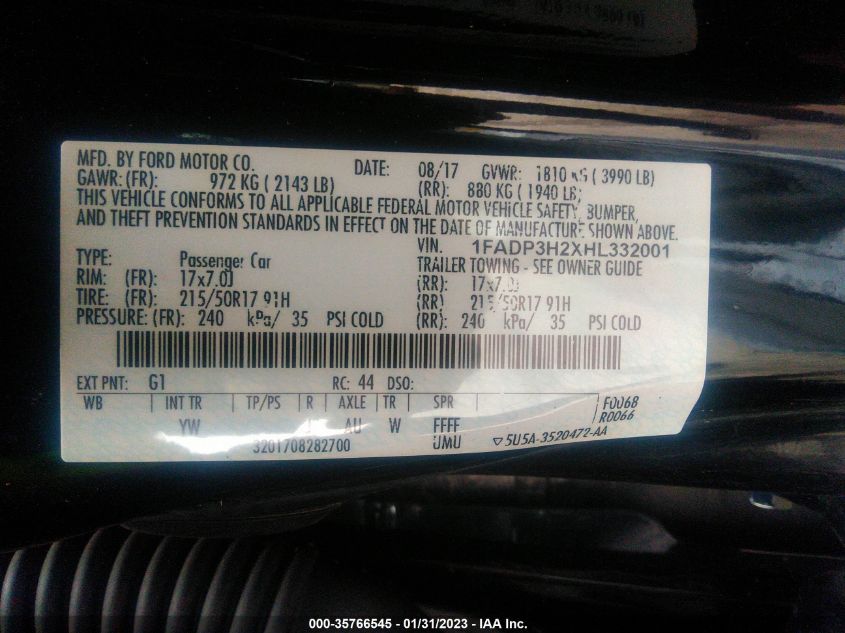 MFD. BY FORD MOTOR CO. DATE: 08/17 GVWR: 1810 KG ( 3990 LB)
GAWR: (FR): 972 KG ( 2143 LB) (RR): 880 KG ( 1940 LB)
THIS VEHICLE CONFORMS TO ALL APPLICABLE FEDERAL MOTOR VEHICLE SAFETY, BUMPER,
AND THEFT PREVENTION STANDARDS IN EFFECT ON THE DATE OF MANUFACTURE SHOWN ABOVE.
VIN. 1FADP3H2XHL332001
TYPE: Passenger Car TRAILER TOWING - SEE OWNER GUIDE
RIM: (FR): 17x7.0J (RR): 17x7.0J
TIRE: (FR): 215/50R17 91H (RR): 215/50R17 91H
PRESSURE: (FR): 240 kPa/ 35 PSI COLD (RR): 240 kPa/ 35 PSI COLD
EXT PNT: G1 RC: 44 DSO:
WB INT TR TP/PS R AXLE TR SPR F0068
YW AU W FFFF R0066
3201708282700 UMU 5U5A-3520472-AA
000-35766545 - 01/31/2023 - IAA Inc.